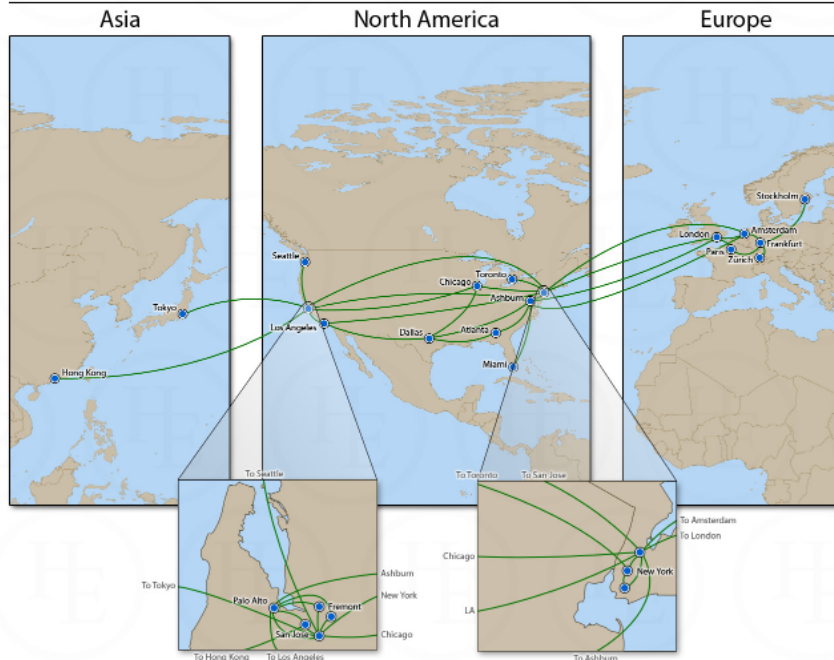 Asia
North America
Europe
Stockholm
Amsterdam
London
Frankfurt
Paris
Zürich
Seattle
Toronto
Chicago
Ashburn
Tokyo
Los Angeles
Dallas
Atlanta
Miami
Hong Kong
To Seattle
To Toronto
To San Jose
To Amsterdam
To London
Chicago
New York
LA
To Ashburn
Ashburn
To Tokyo
New York
Palo Alto
Fremont
San Jose
Chicago
To Hong Kong
To Los Angeles
HE